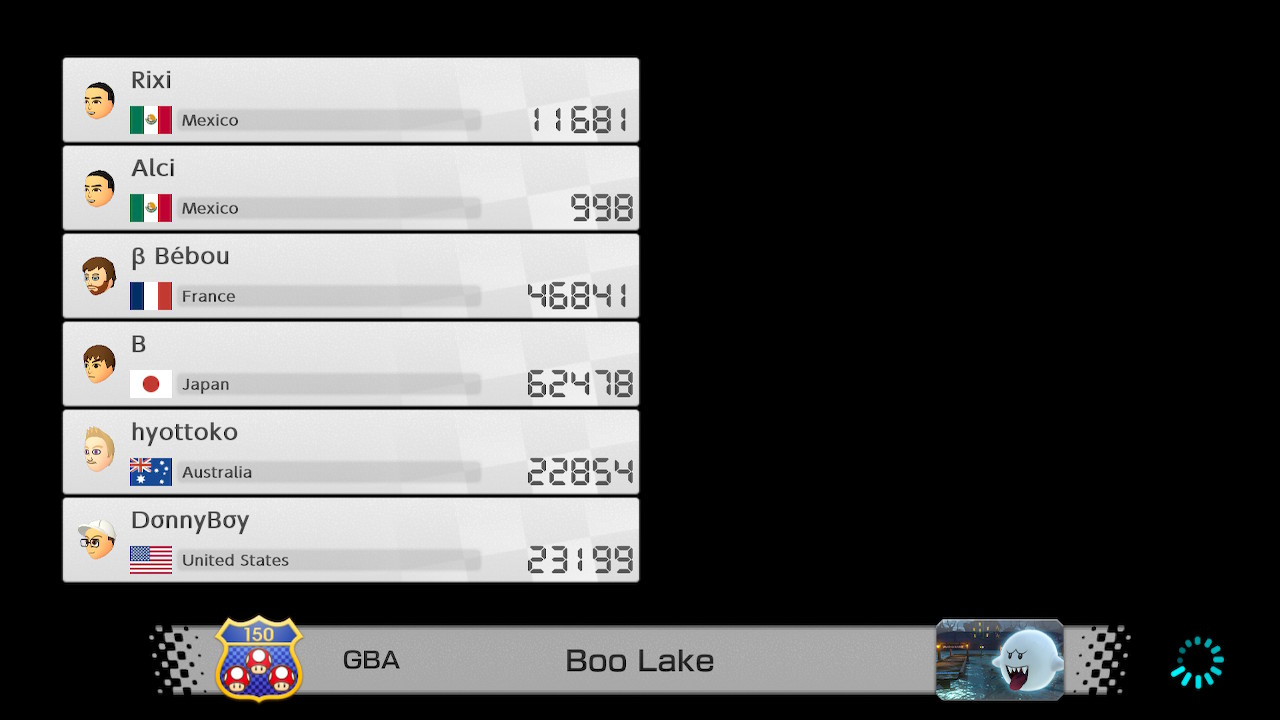 Rixi
Mexico 11681
Alci
Mexico 998
β Bébou
France 46841
B
Japan 62478
hyottoko
Australia 22854
DσnnyBσy
United States 23199
150
GBA Boo Lake